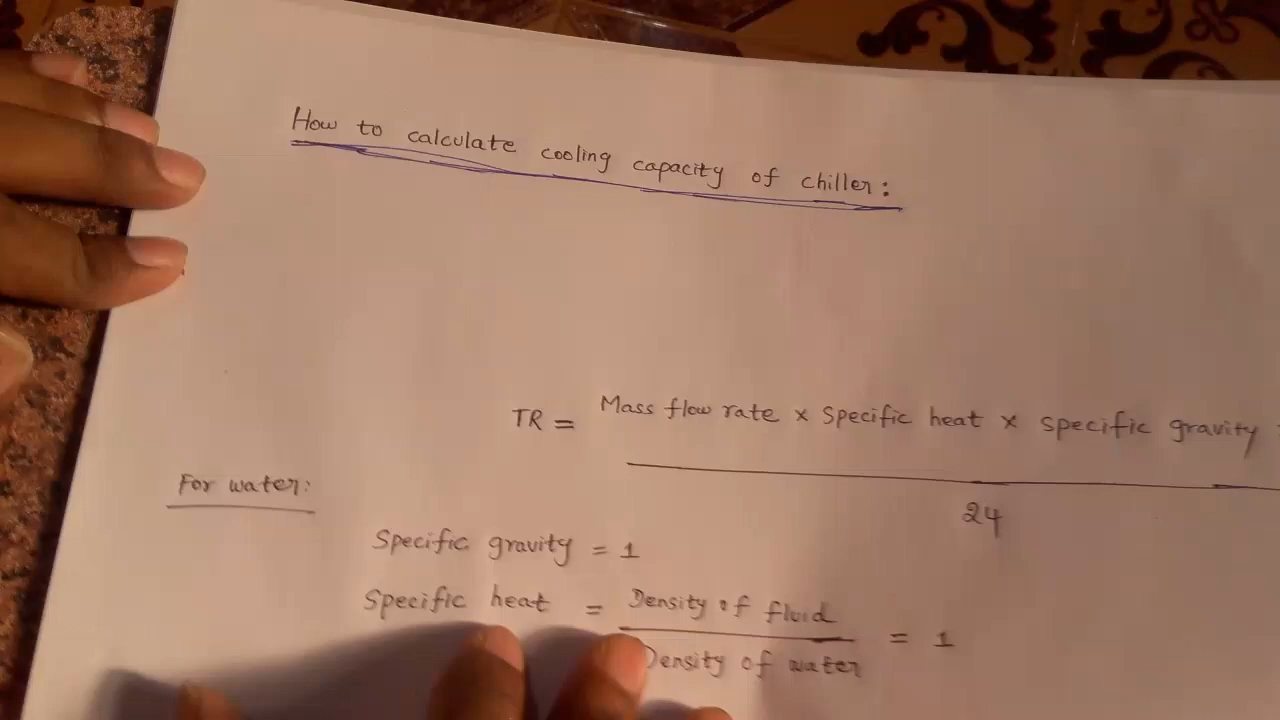 How to calculate cooling capacity of chiller:
TR = Mass flow rate x Specific heat x specific gravity
24
For water:
Specific gravity = 1
Specific heat = Density of fluid / Density of water = 1